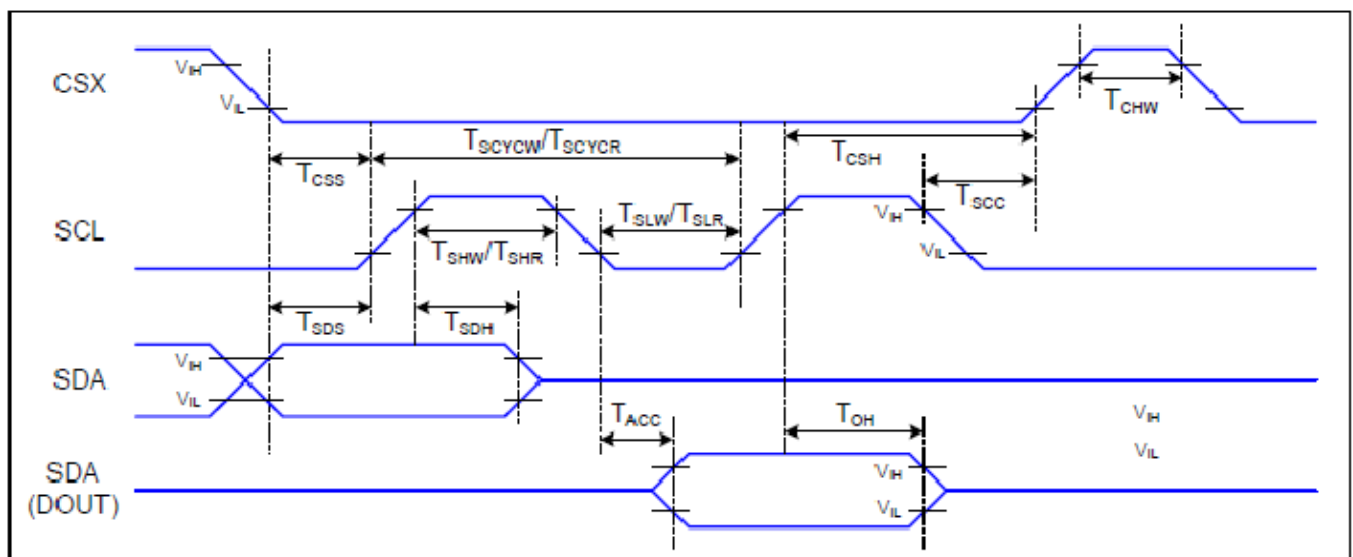 CSX
VIH
VIL
TCHW
TSCYCW/TSCYCR
TCSS
TCSH
TSCC
SCL
TSLW/TSLR
VIH
TSHW/TSHR
VIL
TSDS
TSDH
SDA
VIH
VIL
TACC
TOH
VIH
VIL
SDA
(DOUT)
VIH
VIL